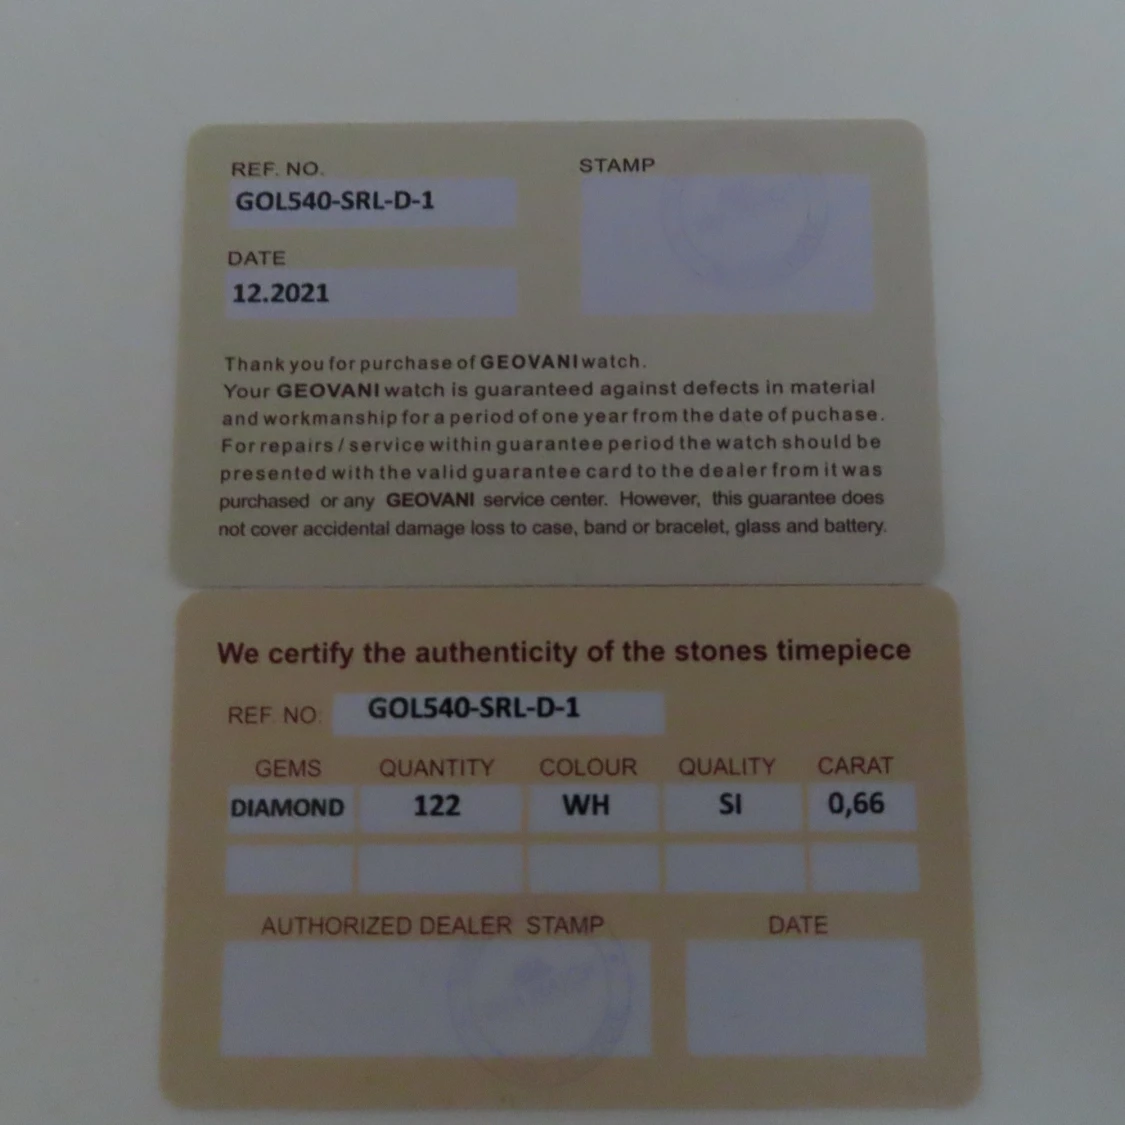 REF. NO.
GOL540-SRL-D-1
STAMP
DATE
12.2021
Thank you for purchase of GEOVANI watch.
Your GEOVANI watch is guaranteed against defects in material
and workmanship for a period of one year from the date of puchase.
For repairs / service within guarantee period the watch should be
presented with the valid guarantee card to the dealer from it was
purchased or any GEOVANI service center. However, this guarantee does
not cover accidental damage loss to case, band or bracelet, glass and battery.
We certify the authenticity of the stones timepiece
REF. NO: GOL540-SRL-D-1
GEMS QUANTITY COLOUR QUALITY CARAT
DIAMOND 122 WH SI 0,66
AUTHORIZED DEALER STAMP DATE